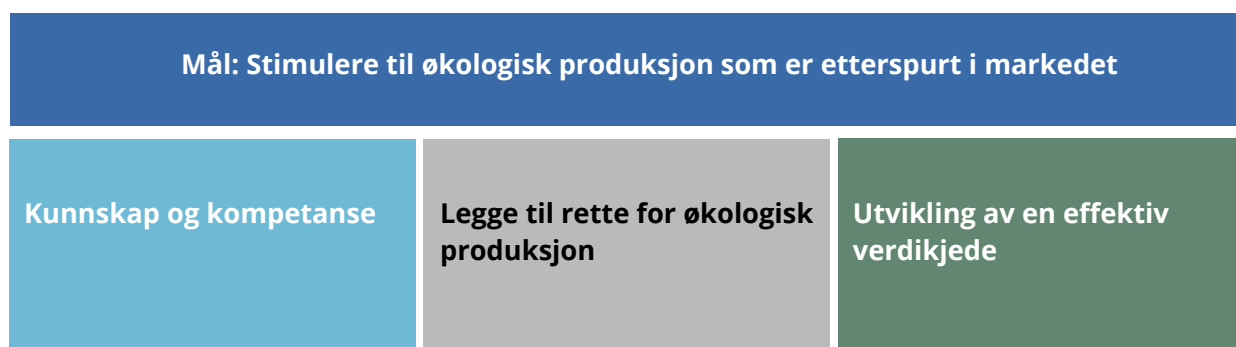 Mål: Stimulere til økologisk produksjon som er etterspurt i markedet
Kunnskap og kompetanse
Legge til rette for økologisk
produksjon
Utvikling av en effektiv
verdikjede